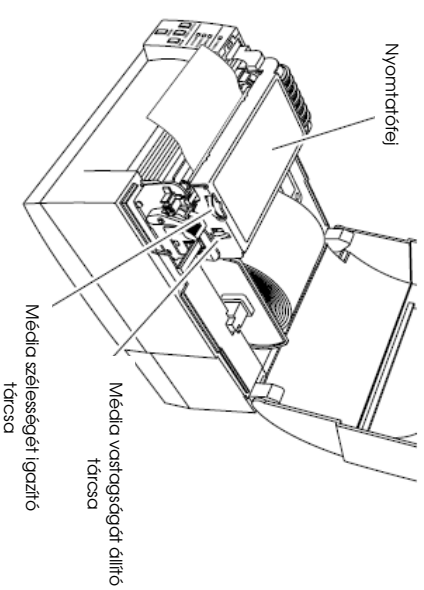 Nyomtatófej
Média vastagságát állító
tárcsa
Média szélességét igazító
tárcsa